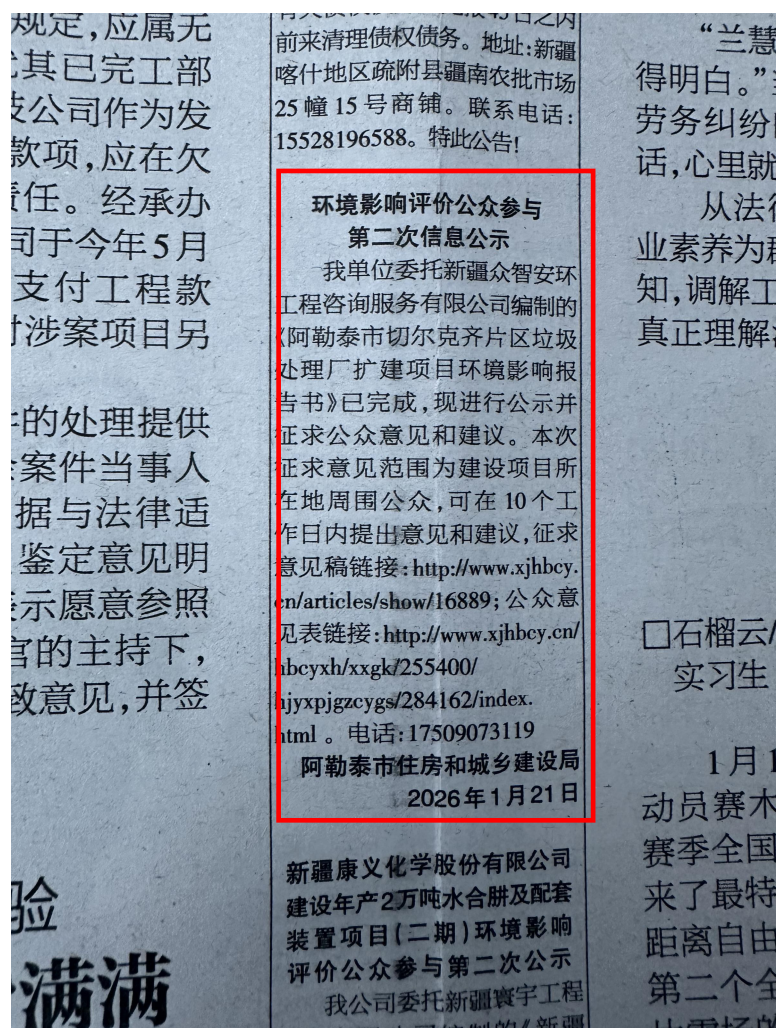 规定,应属无
其已完工部
公司作为发
款项,应在欠
责任。经承办
司于今年5月
支付工程款
涉案项目另
件的处理提供
案件当事人
据与法律适
鉴定意见明
示愿意参照
官的主持下,
致意见,并签
验
满满
日之内
前来清理债权债务。地址:新疆
喀什地区疏附县疆南农批市场
25幢15号商铺。联系电话:
15528196588。特此公告!
环境影响评价公众参与
第二次信息公示
我单位委托新疆众智安环
工程咨询服务有限公司编制的
《阿勒泰市切尔克齐片区垃圾
处理厂扩建项目环境影响报
告书》已完成,现进行公示并
征求公众意见和建议。本次
征求意见范围为建设项目所
在地周围公众,可在10个工
作日内提出意见和建议,征求
意见稿链接:http://www.xjhbcy.
cn/articles/show/16889;公众意
见表链接:http://www.xjhbcy.cn/
hbcyxh/xxgk/255400/
hjyxpjgzcygs/284162/index.
html 。电话:17509073119
阿勒泰市住房和城乡建设局
2026年1月21日
新疆康义化学股份有限公司
建设年产2万吨水合肼及配套
装置项目(二期)环境影响
评价公众参与第二次公示
我公司委托新疆寰宇工程
“兰慧
得明白。”
劳务纠纷
话,心里就
从法
业素养为
知,调解工
真正理解
□石榴云/
实习生
1月1
动员赛木
赛季全国
来了最特
距离自由
第二个全